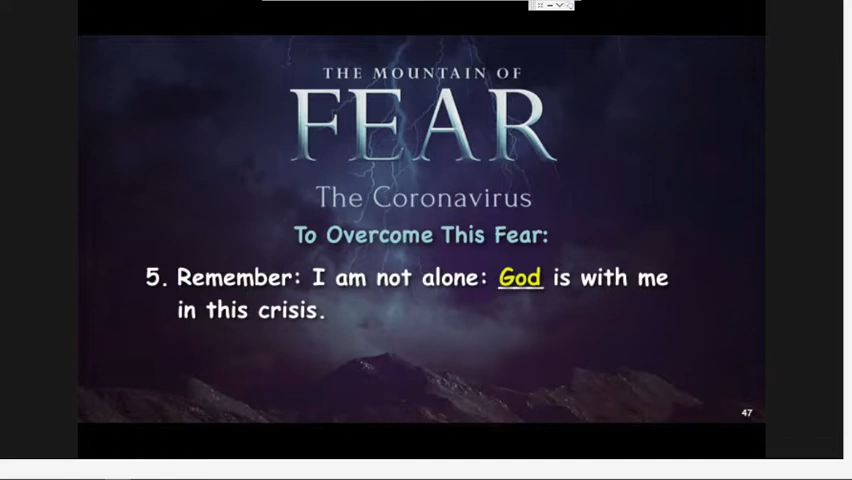 THE MOUNTAIN OF
FEAR
The Coronavirus
To Overcome This Fear:
5. Remember: I am not alone: God is with me
in this crisis.
47